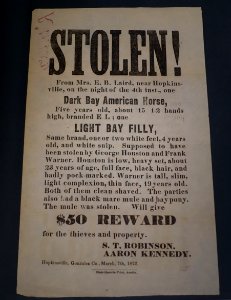 STOLEN!
From Mrs. E. B. Laird, near Hopkins-
ville, on the night of the 4th inst., one
Dark Bay American Horse,
Five years old, about 15 1-2 hands
high, branded E L; one
LIGHT BAY FILLY,
Same brand, one or two white feet, 4 years
old, and white snip. Supposed to have
been stolen by George Houston and Frank
Warner. Houston is low, heavy set, about
23 years of age, full face, black hair, and
badly pock marked. Warner is tall, slim,
light complexion, thin face, 19 years old.
Both of them clean shaved. The parties
also had a black mare mule and bay pony.
The mule was stolen. Will give
$50 REWARD
for the thieves and property.
S. T. ROBINSON,
AARON KENNEDY.
Hopkinsville, Gonzales Co., March, 7th, 1877.